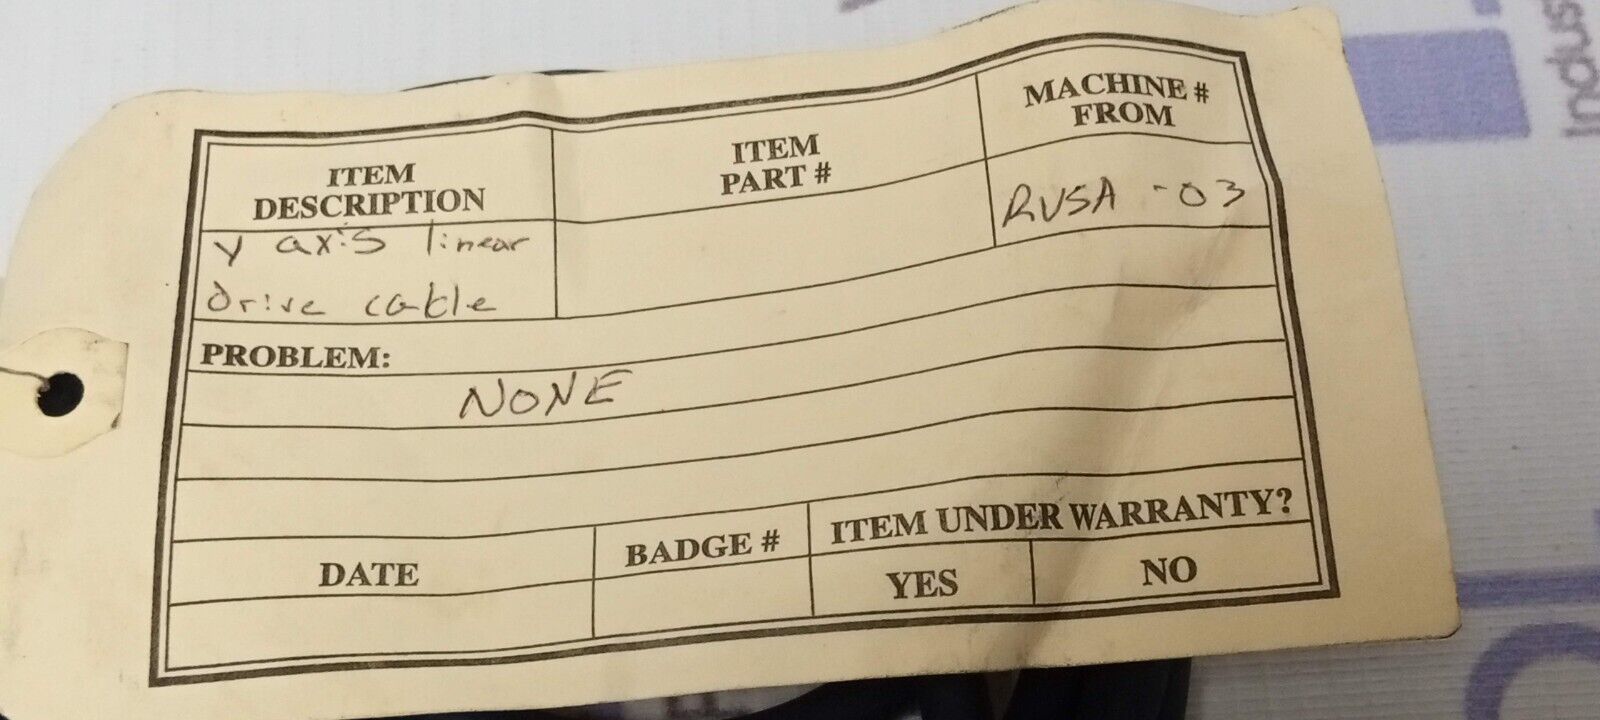 ITEM
DESCRIPTION
ITEM
PART #
MACHINE #
FROM
y axis linear
drive cable
RVSA -03
PROBLEM:
NONE
DATE
BADGE #
ITEM UNDER WARRANTY?
YES
NO
Indus